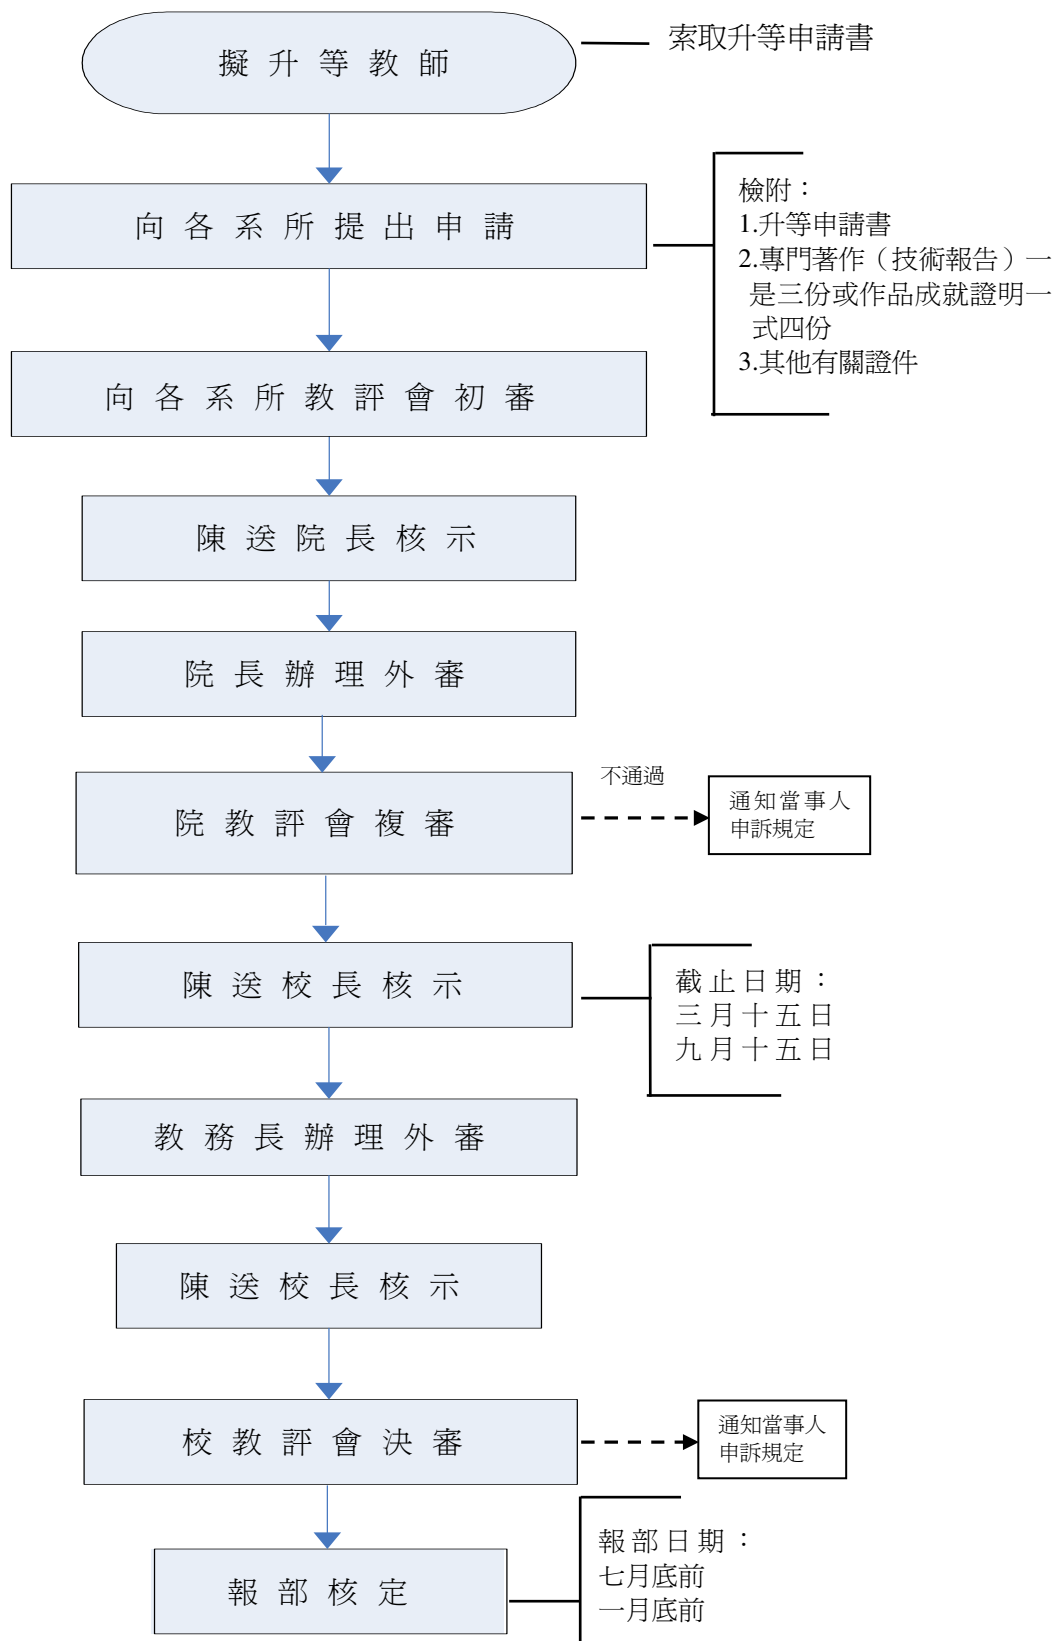 擬升等教師
索取升等申請書
向各系所提出申請
檢附：
1.升等申請書
2.專門著作（技術報告）一
是三份或作品成就證明一
式四份
3.其他有關證件
向各系所教評會初審
陳送院長核示
院長辦理外審
院教評會複審
不通過
通知當事人
申訴規定
陳送校長核示
截止日期：
三月十五日
九月十五日
教務長辦理外審
陳送校長核示
校教評會決審
通知當事人
申訴規定
報部核定
報部日期：
七月底前
一月底前